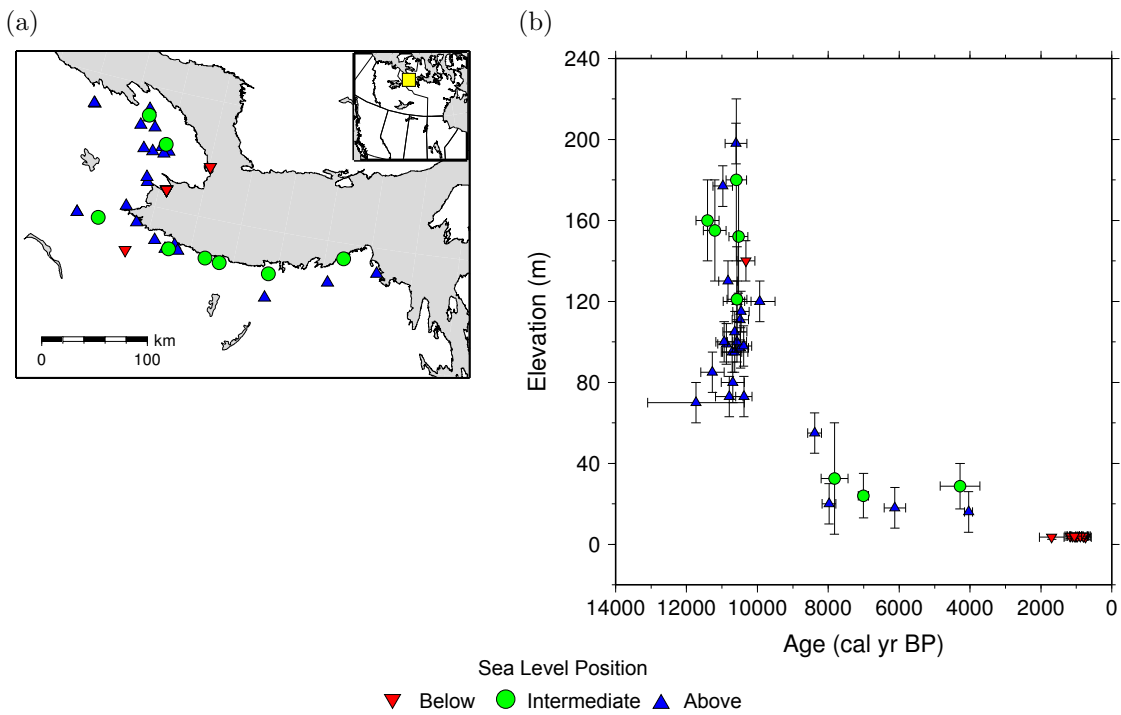 (a)
(b)
km
0
100
240
200
160
120
80
40
0
Elevation (m)
14000 12000 10000 8000 6000 4000 2000 0
Age (cal yr BP)
Sea Level Position
Below Intermediate Above